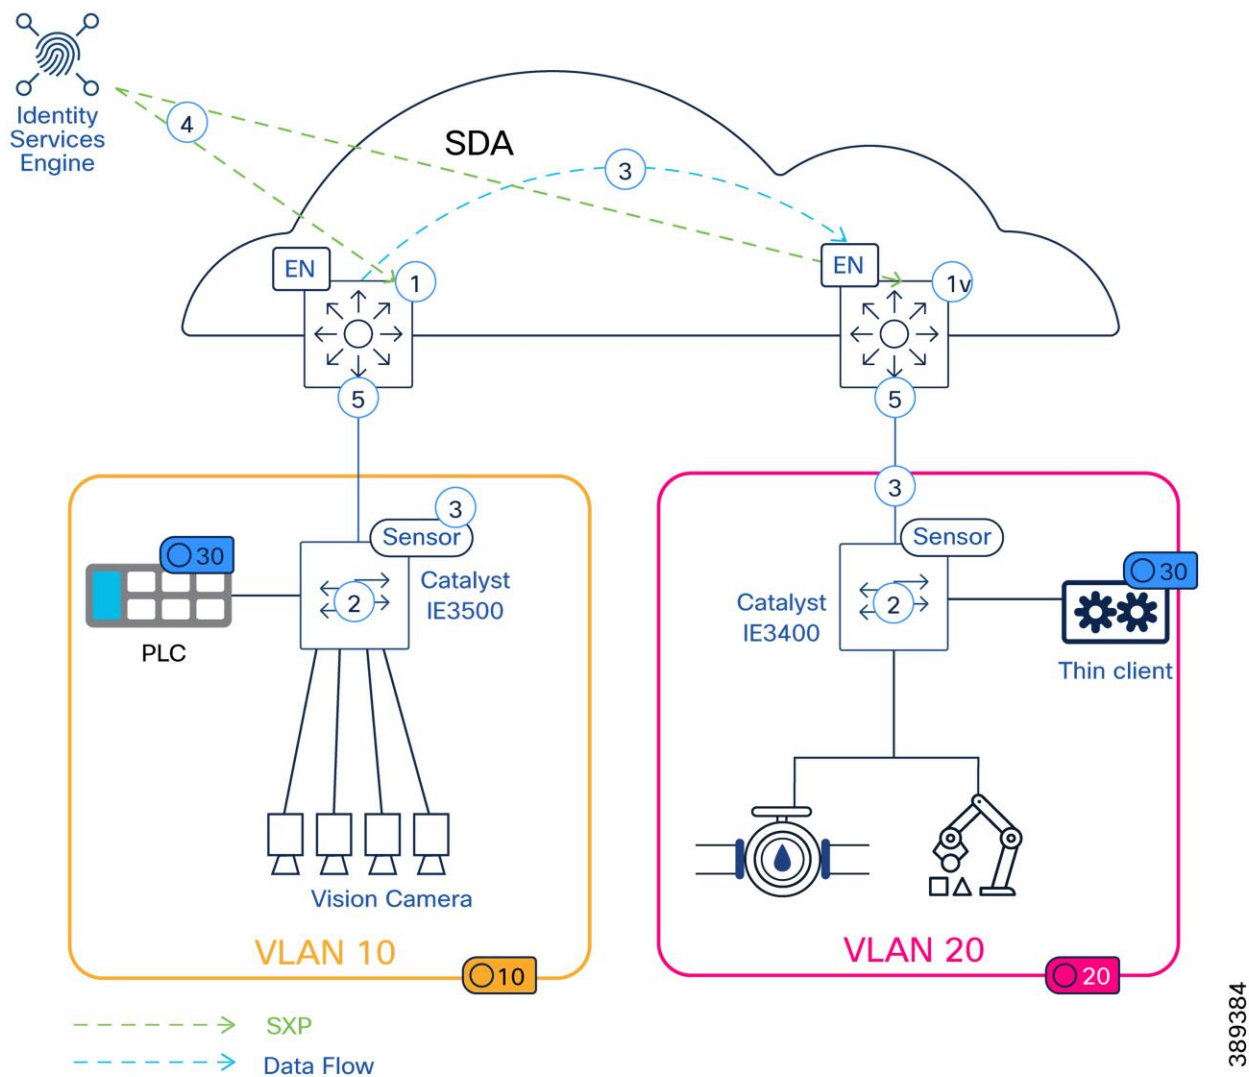 Identity
Services
Engine
4
SDA
3
EN
1
EN
1v
5
5
3
3
Sensor
Sensor
30
2
Catalyst
IE3500
PLC
Catalyst
IE3400
2
30
Thin client
Vision Camera
VLAN 10
10
VLAN 20
20
SXP
Data Flow
389384